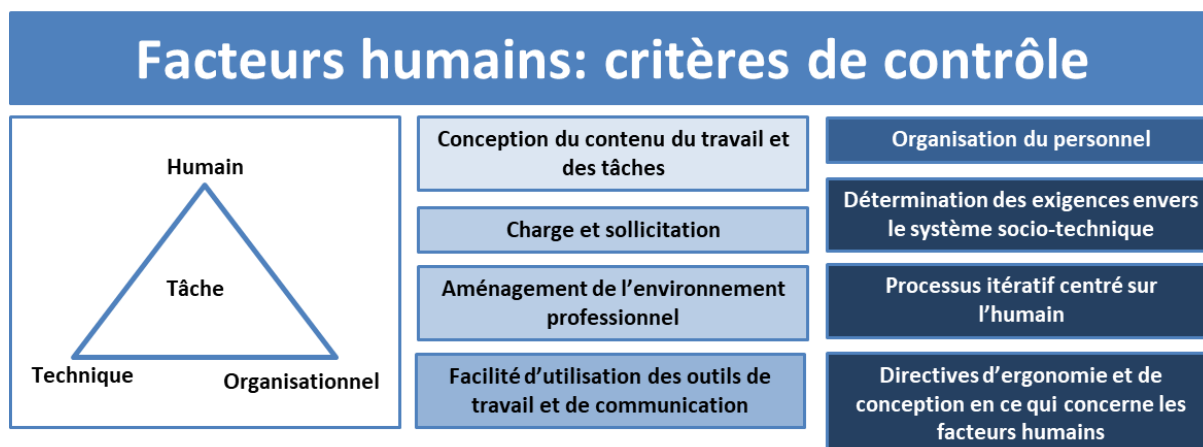 Facteurs humains: critères de contrôle
Humain
Tâche
Technique
Organisationnel
Conception du contenu du travail et
des tâches
Charge et sollicitation
Aménagement de l’environnement
professionnel
Facilité d’utilisation des outils de
travail et de communication
Organisation du personnel
Détermination des exigences envers
le système socio-technique
Processus itératif centré sur
l’humain
Directives d’ergonomie et de
conception en ce qui concerne les
facteurs humains